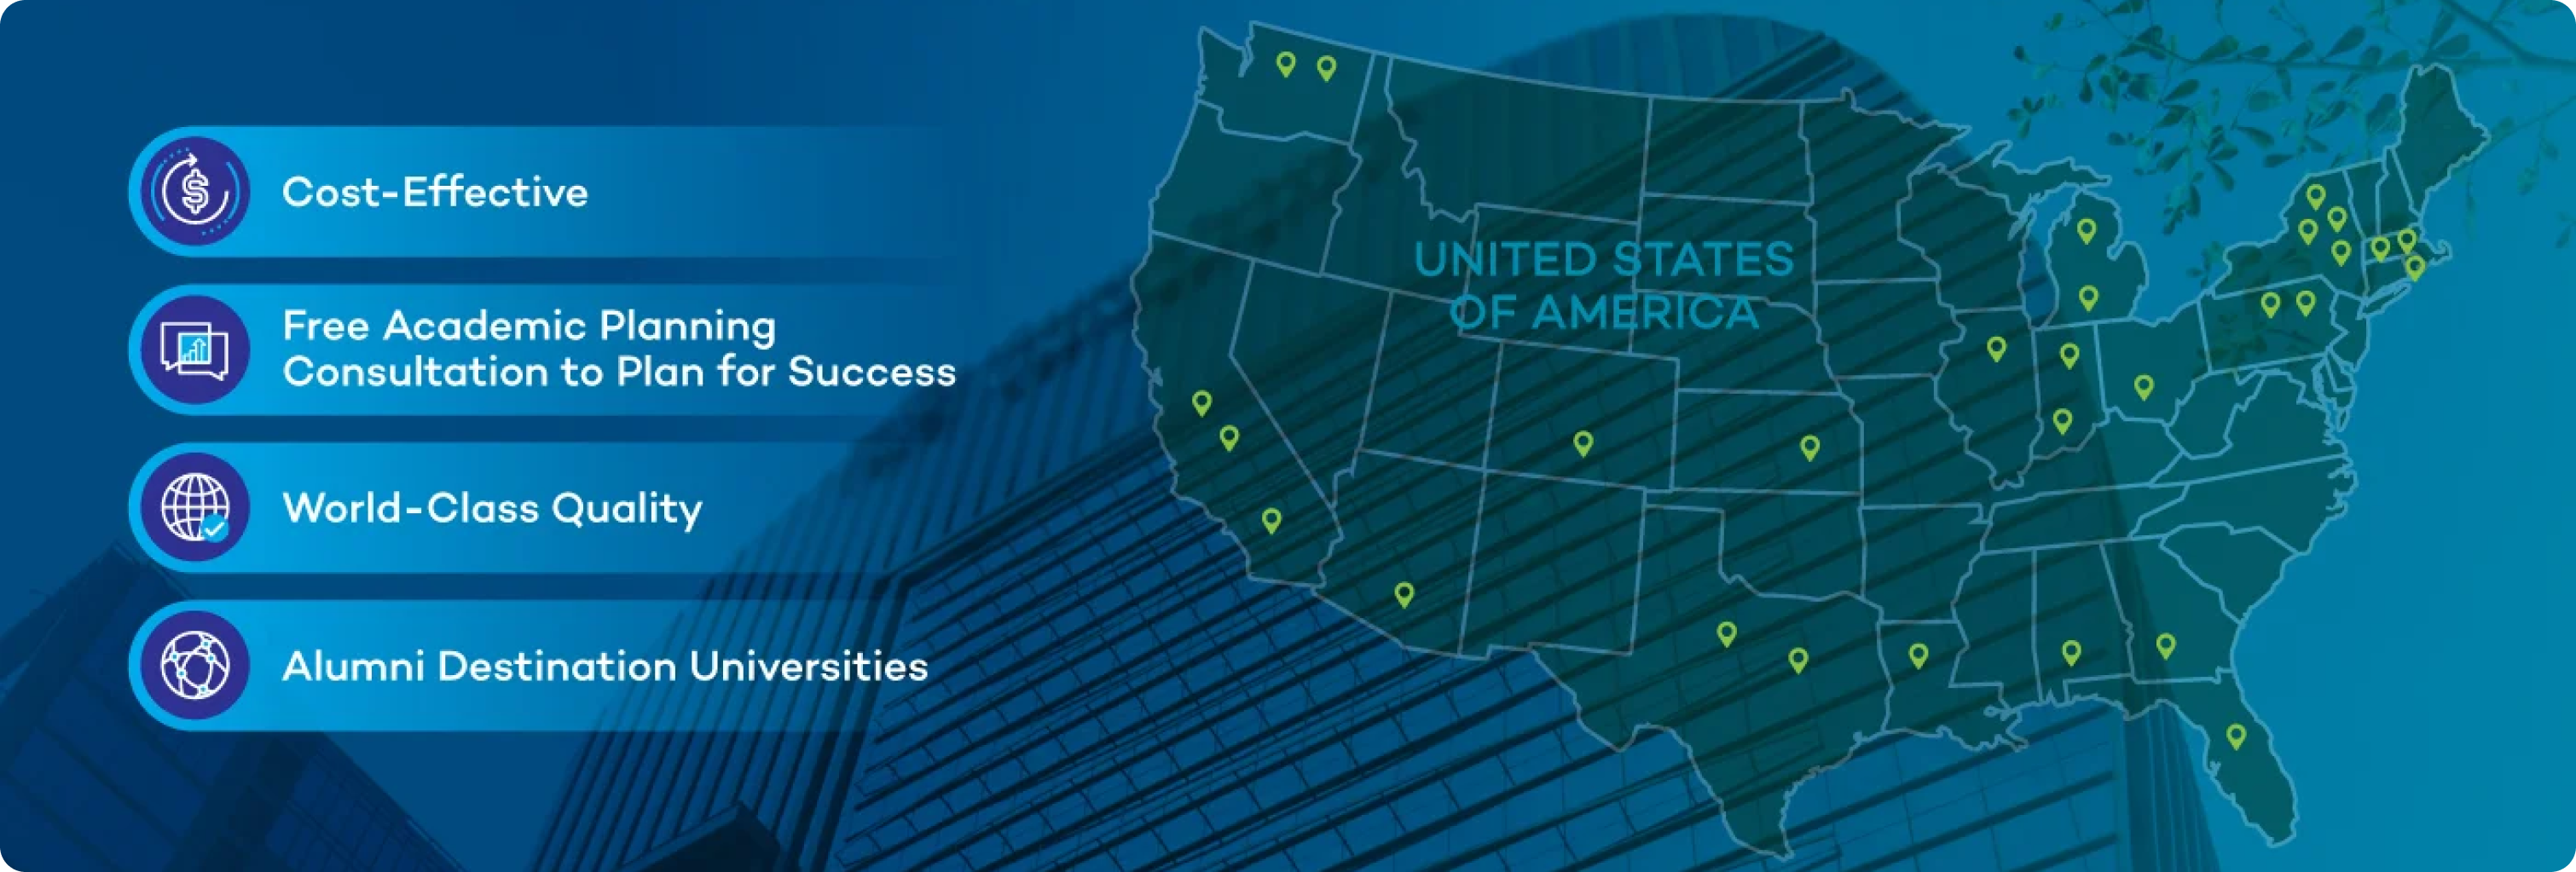 Cost-Effective
Free Academic Planning
Consultation to Plan for Success
World-Class Quality
Alumni Destination Universities
UNITED STATES
OF AMERICA